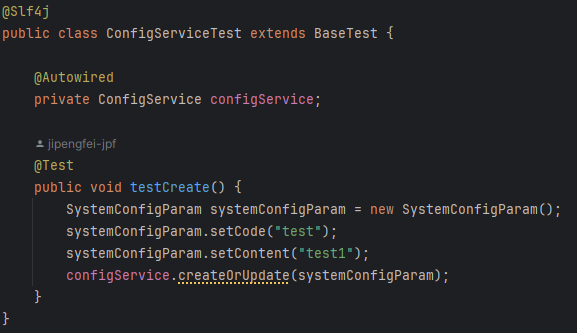 @Slf4j
public class ConfigServiceTest extends BaseTest {
@Autowired
private ConfigService configService;
jipengfei-jpf
@Test
public void testCreate() {
SystemConfigParam systemConfigParam = new SystemConfigParam();
systemConfigParam.setCode("test");
systemConfigParam.setContent("test1");
configService.createOrUpdate(systemConfigParam);
}
}